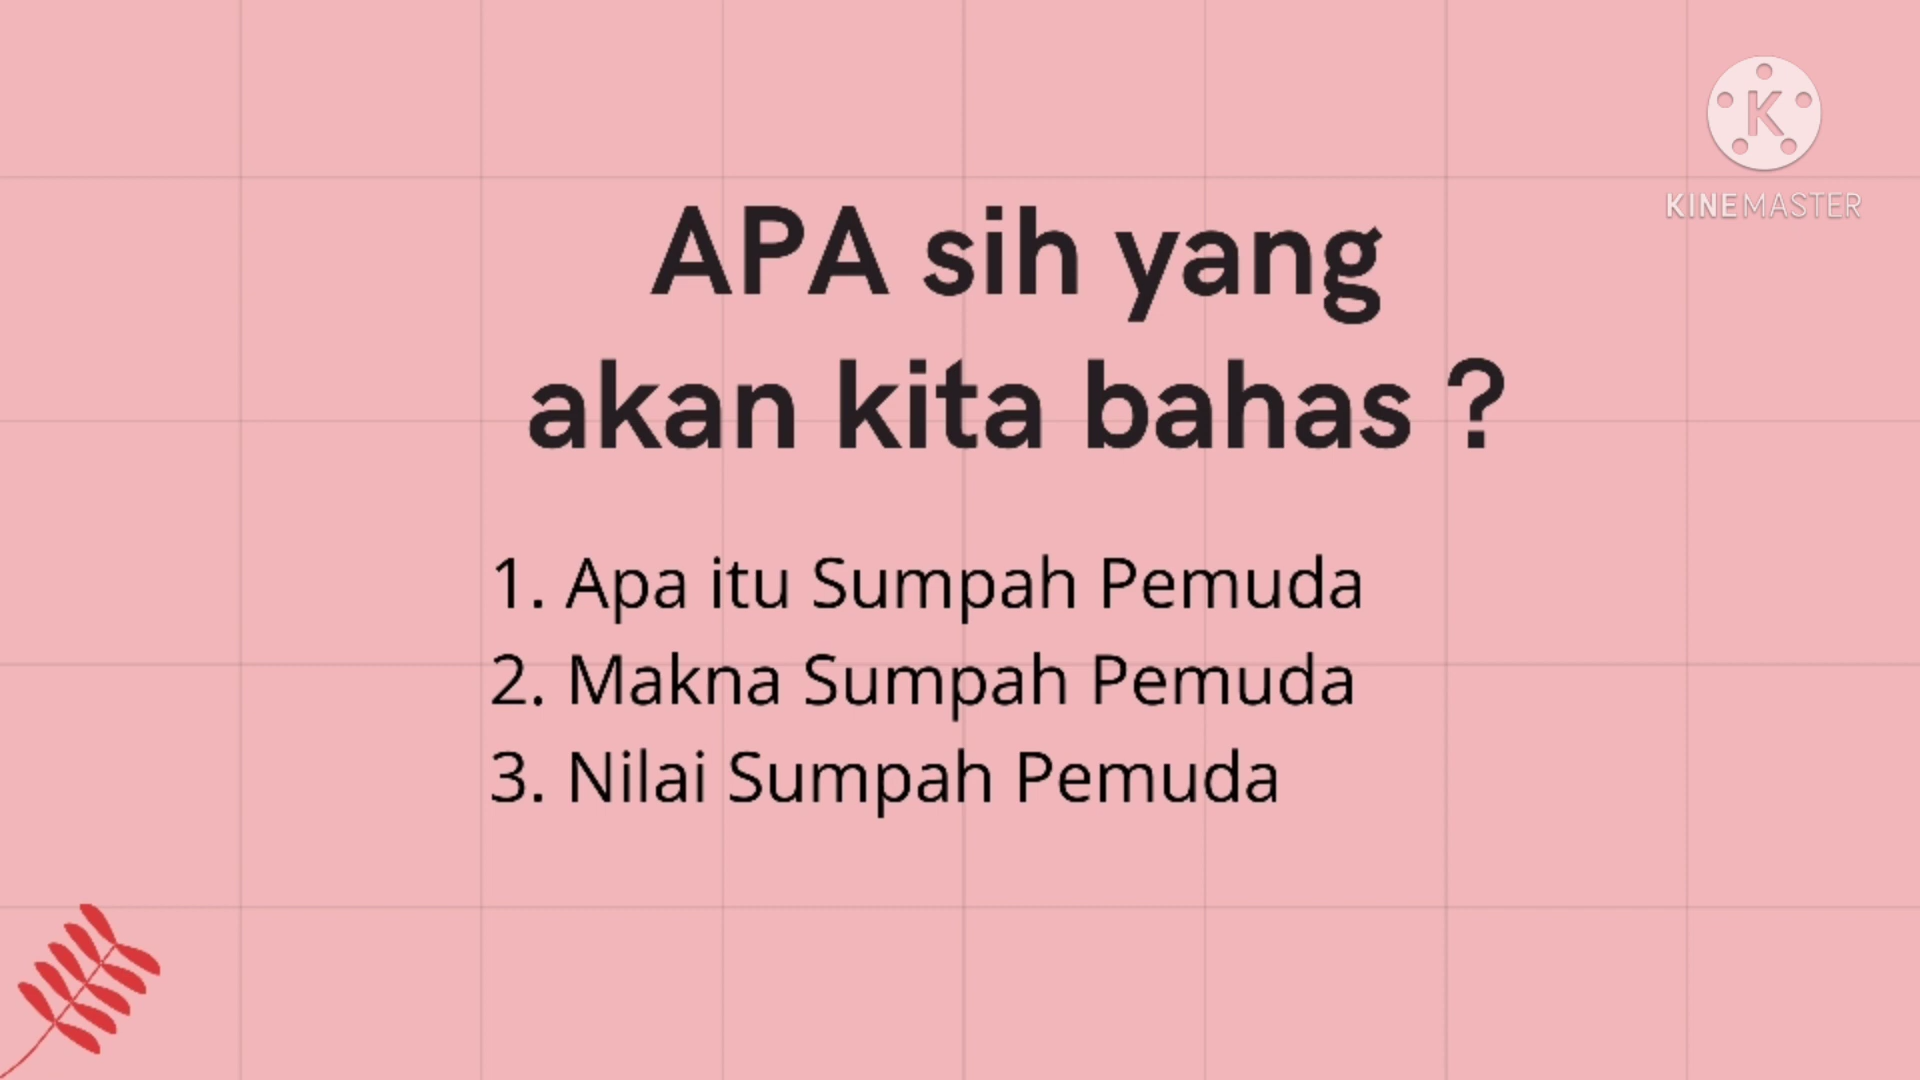 K
KINEMASTER
APA sih yang
akan kita bahas ?
1. Apa itu Sumpah Pemuda
2. Makna Sumpah Pemuda
3. Nilai Sumpah Pemuda